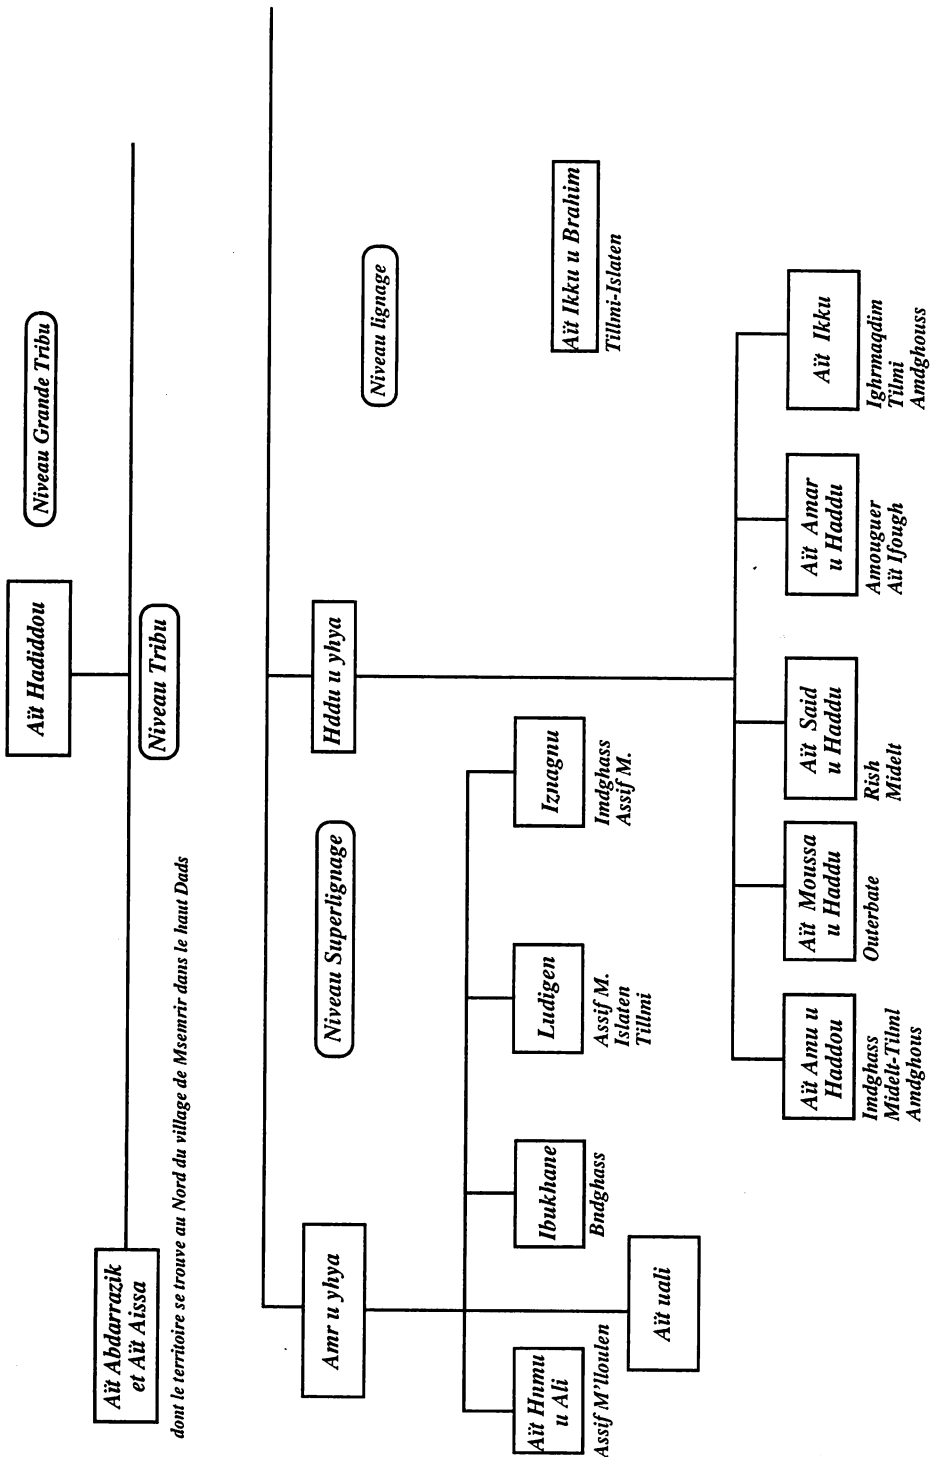 Aït Hadiddou
Niveau Grande Tribu
Niveau Tribu
Aït Abdarrazik
et Aït Aissa
dont le territoire se trouve au Nord du village de Msemrir dans le haut Dads
Amr u yhya
Niveau Superlignage
Hddu u yhya
Niveau lignage
Aït Hnmu
u Ali
Assif M'lloulen
Ibukhane
Bndghass
Ludigen
Assif M.
Islaten
Tillmi
Iznagnu
Imdghass
Assif M.
Aït Ikku u Brahim
Tillmi-Islaten
Aït uali
Aït Amu u
Haddou
Imdghass
Midelt-Tilml
Amdghous
Aït Moussa
u Haddu
Outerbate
Aït Said
u Haddu
Rish
Midelt
Aït Amar
u Haddu
Amouguer
Aït Ifough
Aït Ikku
Ighrmaqdim
Tilmi
Amdghouss